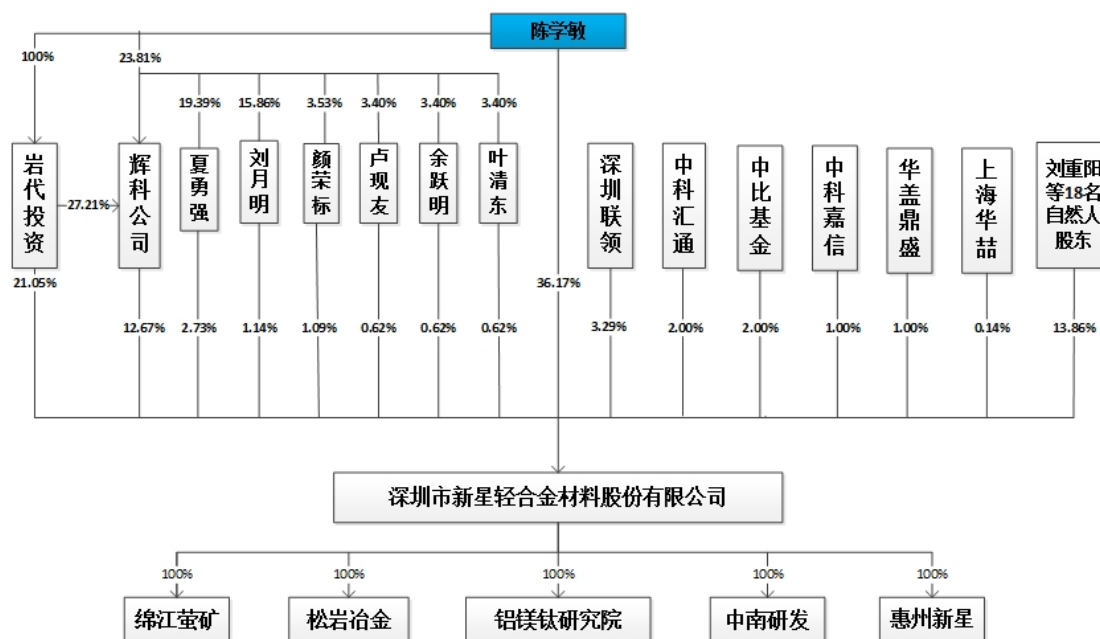 陈学敏
100%
23.81%
19.39%
15.86%
3.53%
3.40%
3.40%
3.40%
岩代投资
27.21%
辉科公司
夏勇强
刘月明
颜荣标
卢现友
余跃明
叶清东
深圳联领
中科汇通
中比基金
中科嘉信
华盖鼎盛
上海华喆
刘重阳
等18名
自然人
股东
21.05%
36.17%
12.67%
2.73%
1.14%
1.09%
0.62%
0.62%
0.62%
3.29%
2.00%
2.00%
1.00%
1.00%
0.14%
13.86%
深圳市新星轻合金材料股份有限公司
100%
100%
100%
100%
100%
绵江萤矿
松岩冶金
铝镁钛研究院
中南研发
惠州新星